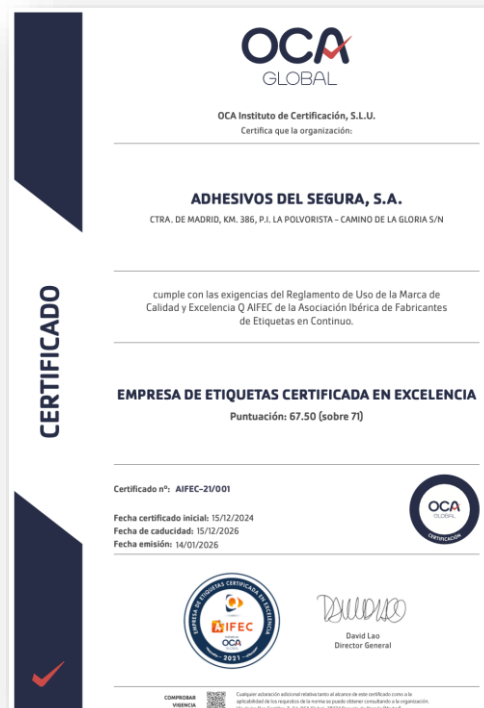 OCA
GLOBAL
OCA Instituto de Certificación, S.L.U.
Certifica que la organización:
ADHESIVOS DEL SEGURA, S.A.
CTRA. DE MADRID, KM. 386, P.I. LA POLVORISTA - CAMINO DE LA GLORIA S/N
cumple con las exigencias del Reglamento de Uso de la Marca de
Calidad y Excelencia Q AIFEC de la Asociación Ibérica de Fabricantes
de Etiquetas en Continuo.
CERTIFICADO
EMPRESA DE ETIQUETAS CERTIFICADA EN EXCELENCIA
Puntuación: 67.50 (sobre 71)
Certificado nº: AIFEC-21/001
Fecha certificado inicial: 15/12/2024
Fecha de caducidad: 15/12/2026
Fecha emisión: 14/01/2026
OCA
GLOBAL
CERTIFICACIÓN
EMPRESA DE ETIQUETAS CERTIFICADA EN EXCELENCIA
AIFEC
OCA
2021
David Lao
Director General
COMPROBAR
VIGENCIA
Cualquier aclaración adicional relativa tanto al alcance de este certificado como a la
aplicabilidad de los requisitos de la norma se puede obtener consultando a la organización.